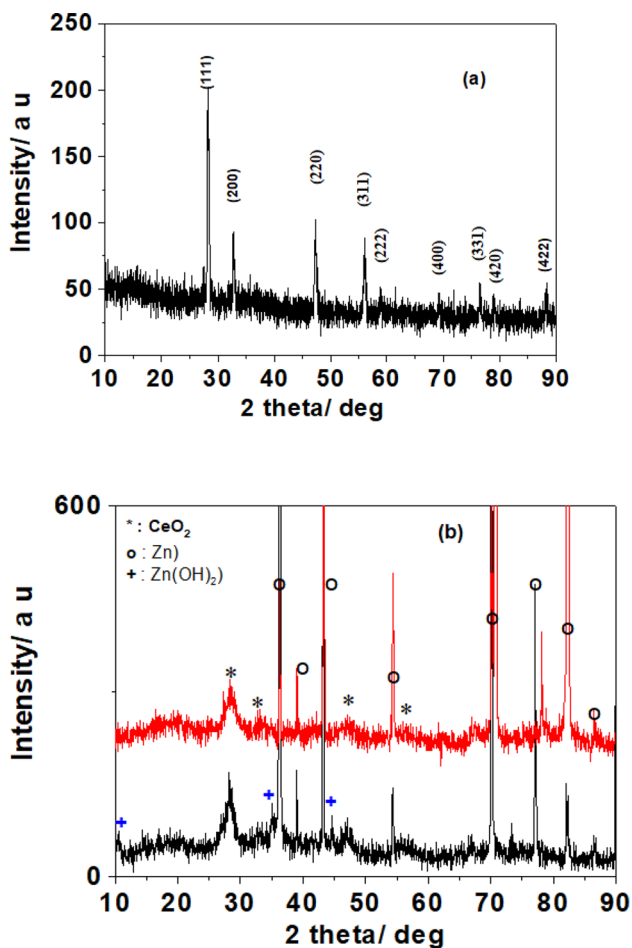 250
200
150
100
50
0
Intensity/ a u
(a)
(111)
(200)
(220)
(311)
(222)
(400)
(331)
(420)
(422)
10 20 30 40 50 60 70 80 90
2 theta/ deg
600
0
Intensity/ a u
* : CeO₂
o : Zn)
+ : Zn(OH)₂)
(b)
* * * *
o o o o o o o o
+ + +
10 20 30 40 50 60 70 80 90
2 theta/ deg